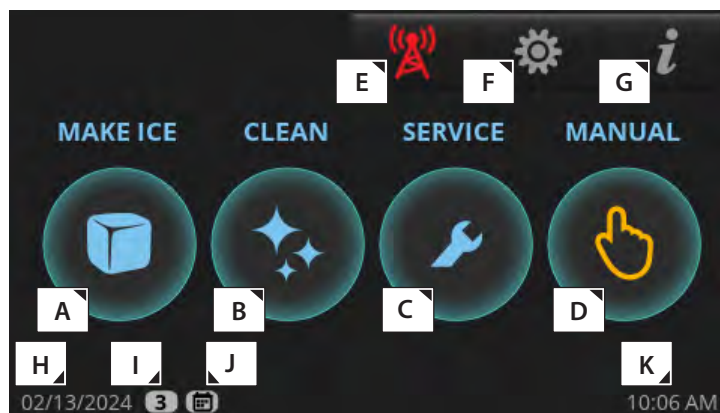 E F G
MAKE ICE CLEAN SERVICE MANUAL
A B C D
H I J K
02/13/2024 3 10:06 AM